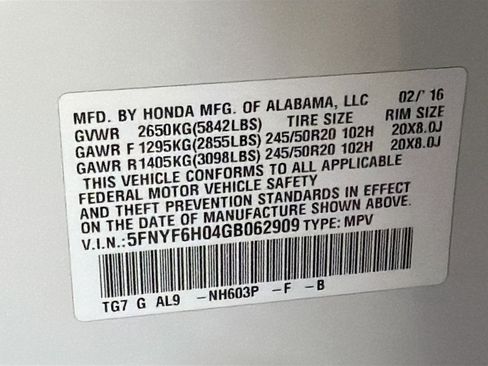 MFD. BY HONDA MFG. OF ALABAMA, LLC 02/'16
GVWR 2650KG(5842LBS) TIRE SIZE RIM SIZE
GAWR F 1295KG(2855LBS) 245/50R20 102H 20X8.0J
GAWR R 1405KG(3098LBS) 245/50R20 102H 20X8.0J
THIS VEHICLE CONFORMS TO ALL APPLICABLE
FEDERAL MOTOR VEHICLE SAFETY
AND THEFT PREVENTION STANDARDS IN EFFECT
ON THE DATE OF MANUFACTURE SHOWN ABOVE.
V.I.N.: 5FNYF6H04GB062909 TYPE: MPV
TG7 G AL9 -NH603P -F -B